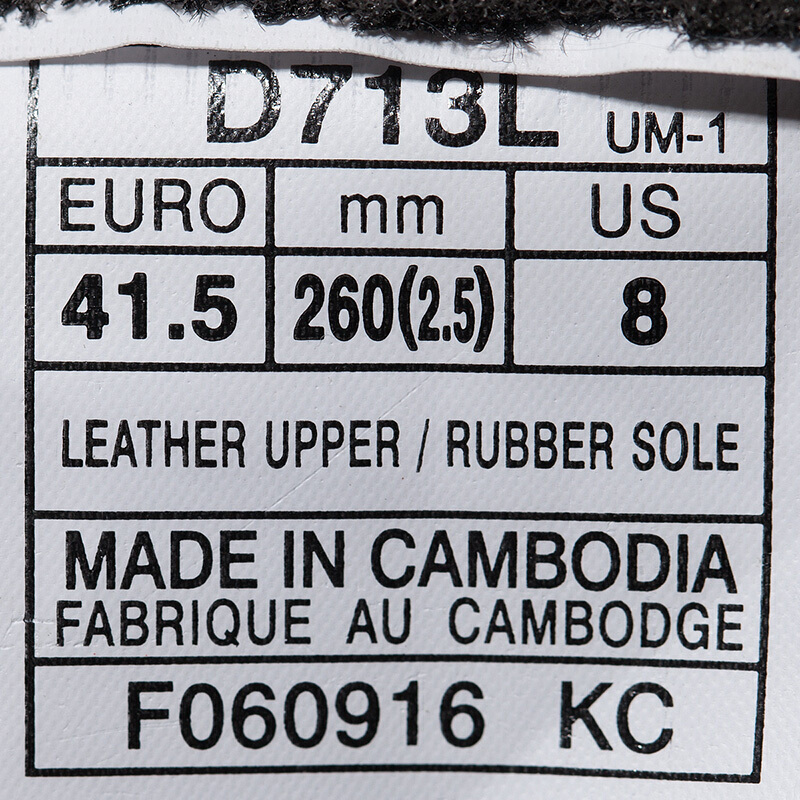 D713L UM-1
EURO mm US
41.5 260(2.5) 8
LEATHER UPPER / RUBBER SOLE
MADE IN CAMBODIA
FABRIQUE AU CAMBODGE
F060916 KC